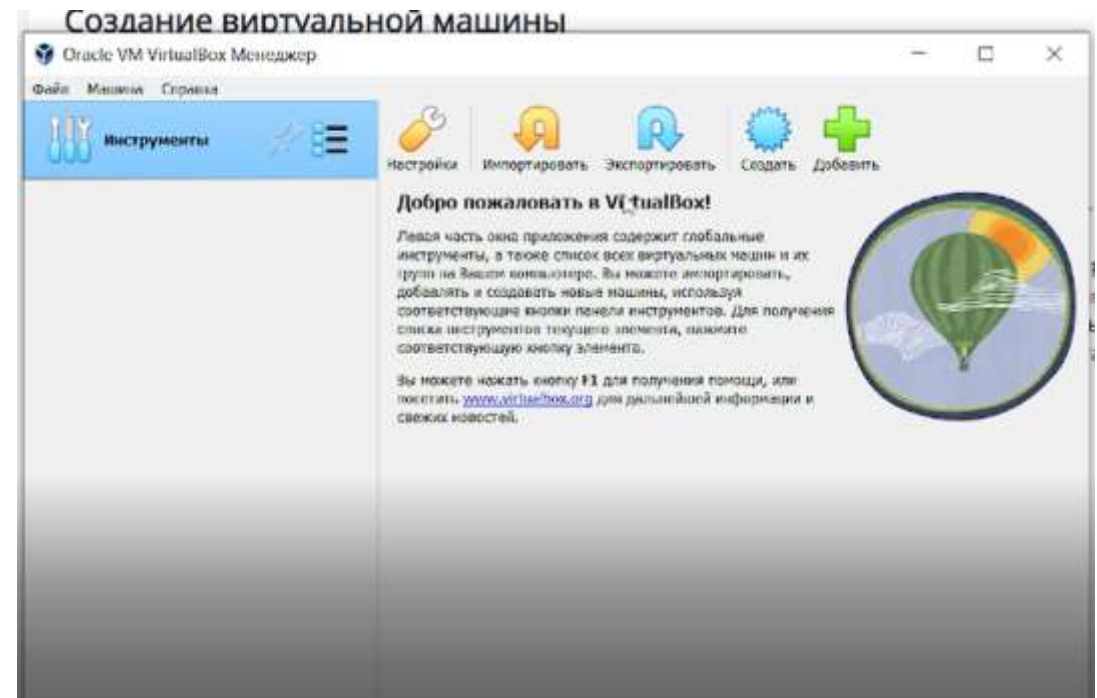 Создание виртуальной машины
Oracle VM VirtualBox Менеджер
Файл Машина Справка
Инструменты
Настройки Импортировать Экспортировать Создать Добавить
Добро пожаловать в VirtualBox!
Левая часть окна приложения содержит глобальные
инструменты, а также список всех виртуальных машин и их
групп на Вашем компьютере. Вы можете импортировать,
добавлять и создавать новые машины, используя
соответствующие кнопки панели инструментов. Для получения
списка инструментов текущего элемента, нажмите
соответствующую кнопку элемента.
Вы можете нажать кнопку F1 для получения помощи, или
посетить www.virtualbox.org для дальнейшей информации и
свежих новостей.